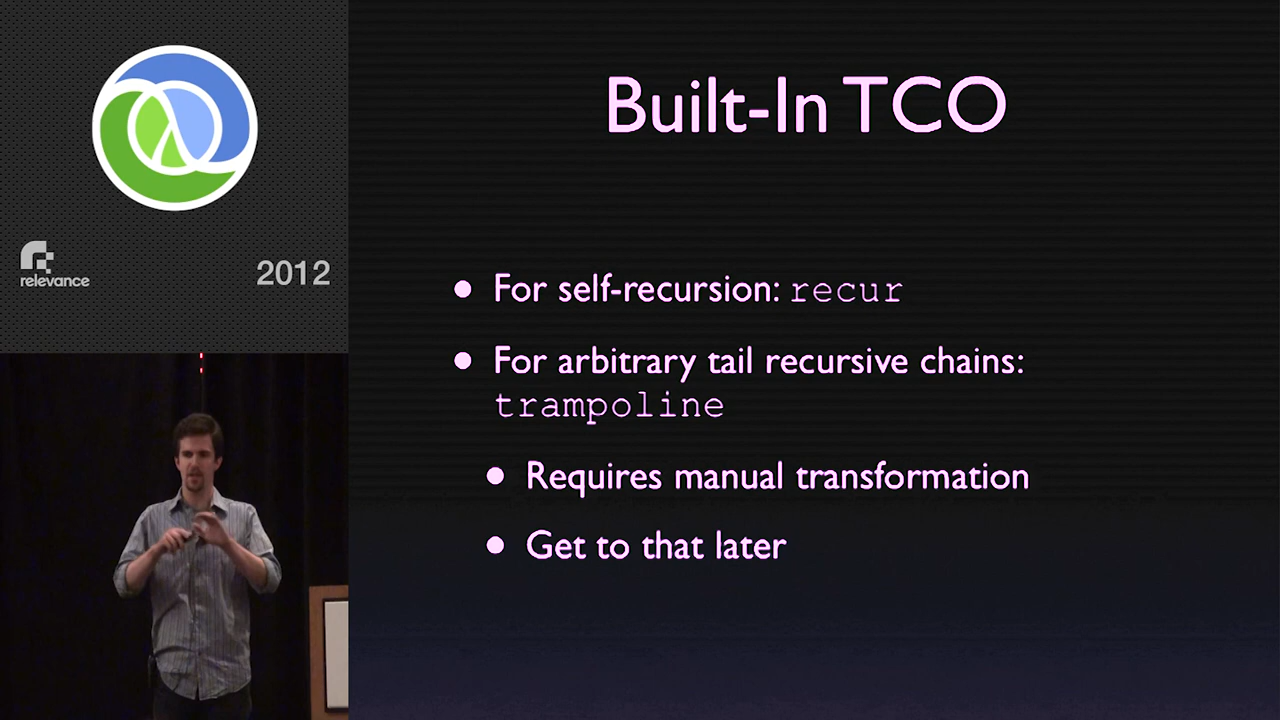 relevance
2012
Built-In TCO
• For self-recursion: recur
• For arbitrary tail recursive chains:
trampoline
• Requires manual transformation
• Get to that later